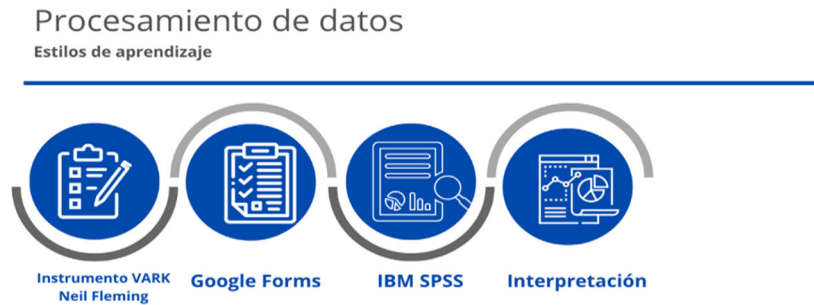 Procesamiento de datos
Estilos de aprendizaje
Instrumento VARK
Neil Fleming
Google Forms
IBM SPSS
Interpretación